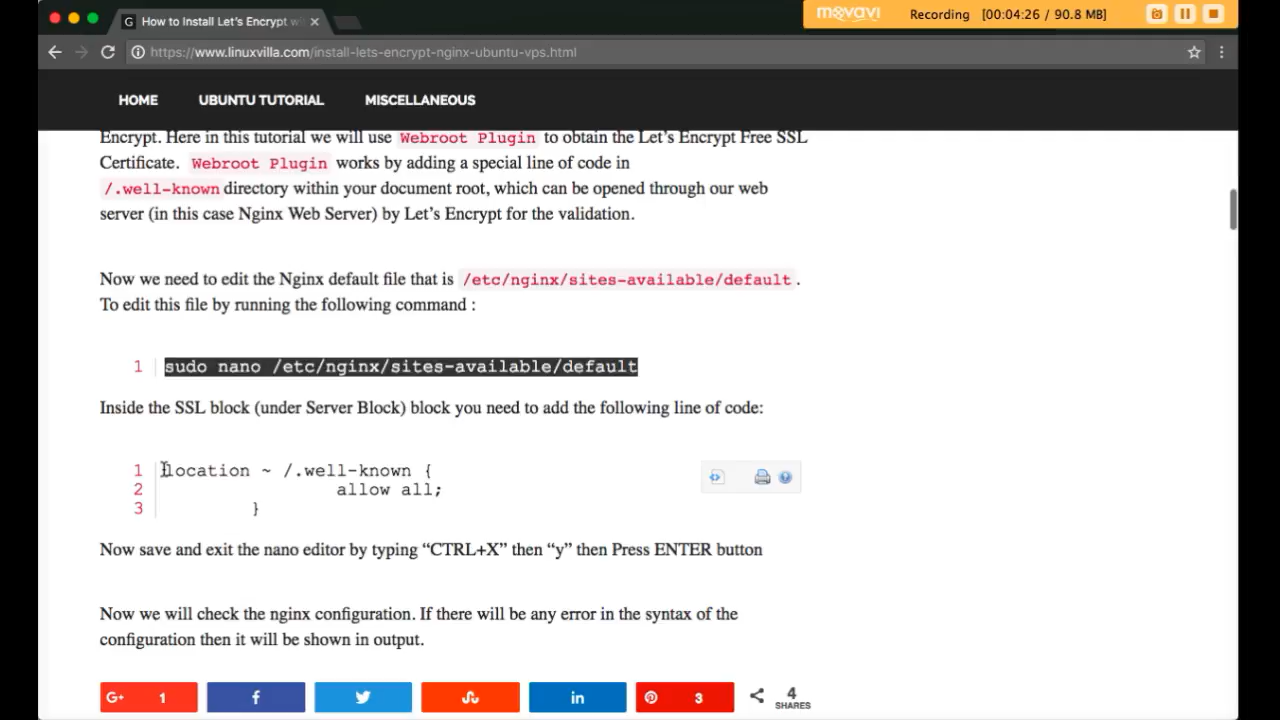 G How to Install Let's Encrypt wi
movavi Recording [00:04:26 / 90.8 MB]
https://www.linuxvilla.com/install-lets-encrypt-nginx-ubuntu-vps.html
HOME UBUNTU TUTORIAL MISCELLANEOUS
Encrypt. Here in this tutorial we will use Webroot Plugin to obtain the Let's Encrypt Free SSL
Certificate. Webroot Plugin works by adding a special line of code in
/.well-known directory within your document root, which can be opened through our web
server (in this case Nginx Web Server) by Let's Encrypt for the validation.
Now we need to edit the Nginx default file that is /etc/nginx/sites-available/default.
To edit this file by running the following command :
1 sudo nano /etc/nginx/sites-available/default
Inside the SSL block (under Server Block) block you need to add the following line of code:
1 location ~ /.well-known {
2 allow all;
3 }
Now save and exit the nano editor by typing “CTRL+X” then “y” then Press ENTER button
Now we will check the nginx configuration. If there will be any error in the syntax of the
configuration then it will be shown in output.
G+ 1 f in 3 4
SHARES